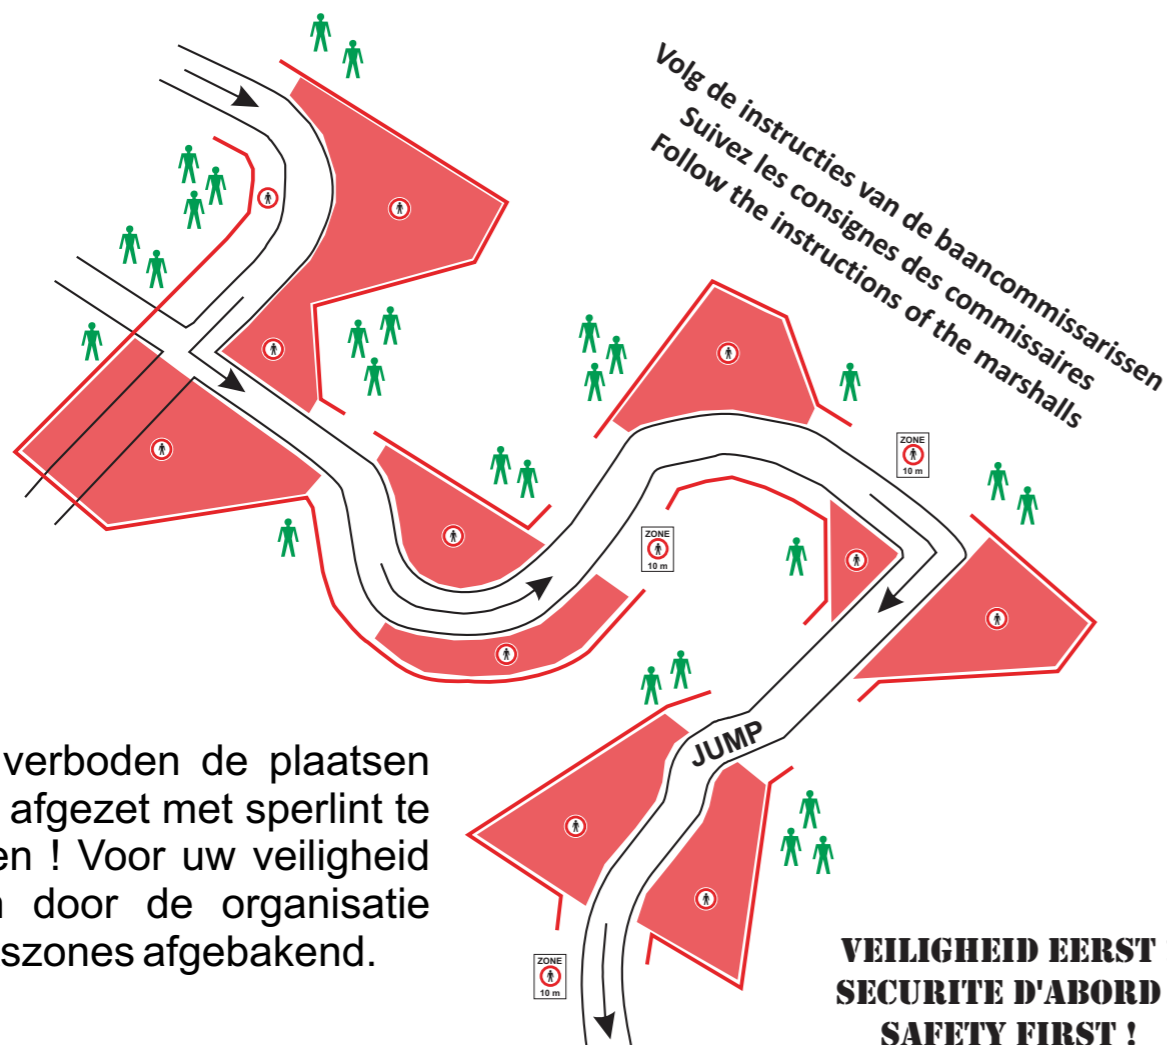 Volg de instructies van de baancommissarissen
Suivez les consignes des commissaires
Follow the instructions of the marshalls
ZONE
10 m
ZONE
10 m
JUMP
verboden de plaatsen
afgezet met sperlint te
en ! Voor uw veiligheid
door de organisatie
szones afgebakend.
ZONE
10 m
VEILIGHEID EERST
SECURITE D'ABORD
SAFETY FIRST !